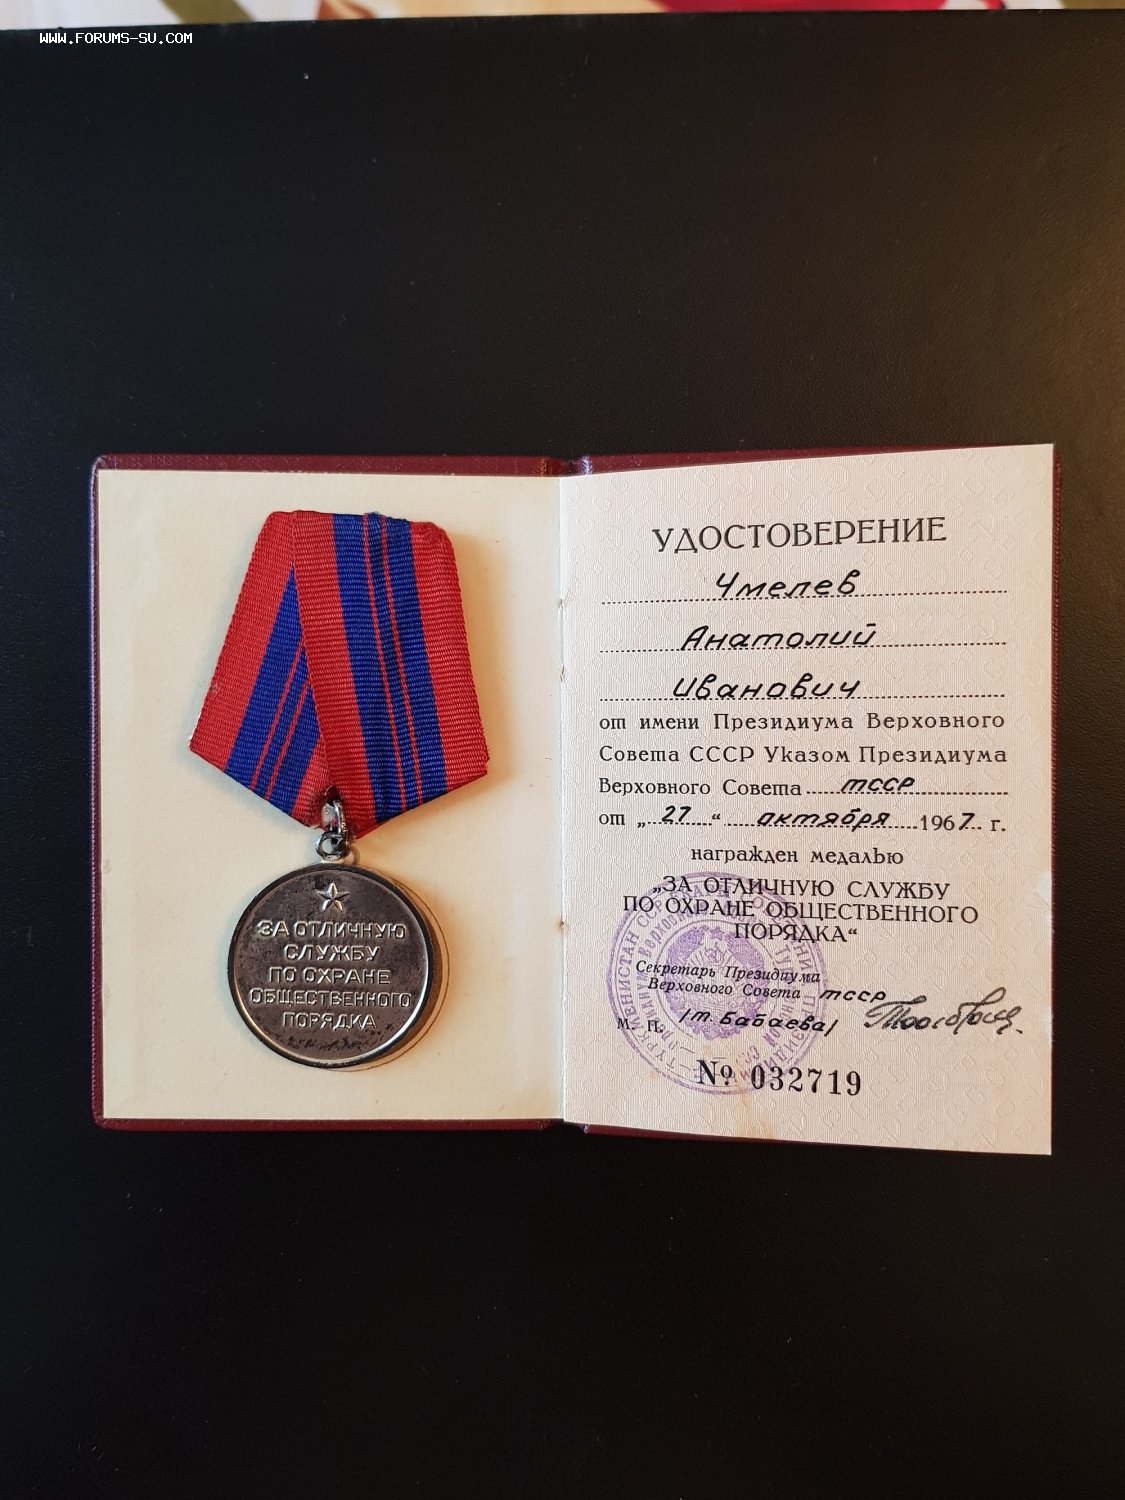 WWW.FORUMS-SU.COM
ЗА ОТЛИЧНУЮ
СЛУЖБУ
ПО ОХРАНЕ
ОБЩЕСТВЕННОГО
ПОРЯДКА
УДОСТОВЕРЕНИЕ
Чмелев
Анатолий
Иванович
от имени Президиума Верховного
Совета СССР Указом Президиума
Верховного Совета ТССР
от „27“ октября 1967 г.
награжден медалью
„ЗА ОТЛИЧНУЮ СЛУЖБУ
ПО ОХРАНЕ ОБЩЕСТВЕННОГО
ПОРЯДКА“
Секретарь Президиума
Верховного Совета ТССР
М. П. /Т. Бабаева/
№ 032719